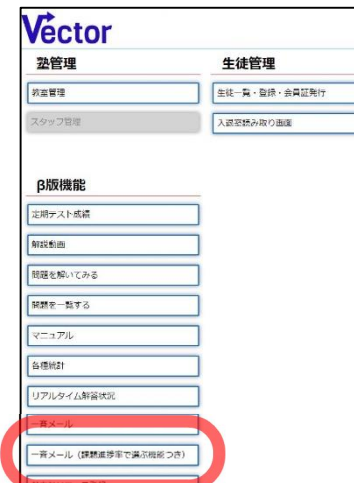 Vector
塾管理
教室管理
スタッフ管理
生徒管理
生徒一覧・登録・会員証発行
入退室読み取り画面
β版機能
定期テスト成績
解説動画
問題を解いてみる
問題を一覧する
マニュアル
各種統計
リアルタイム解答状況
一斉メール
一斉メール（課題進捗率で選ぶ機能つき）